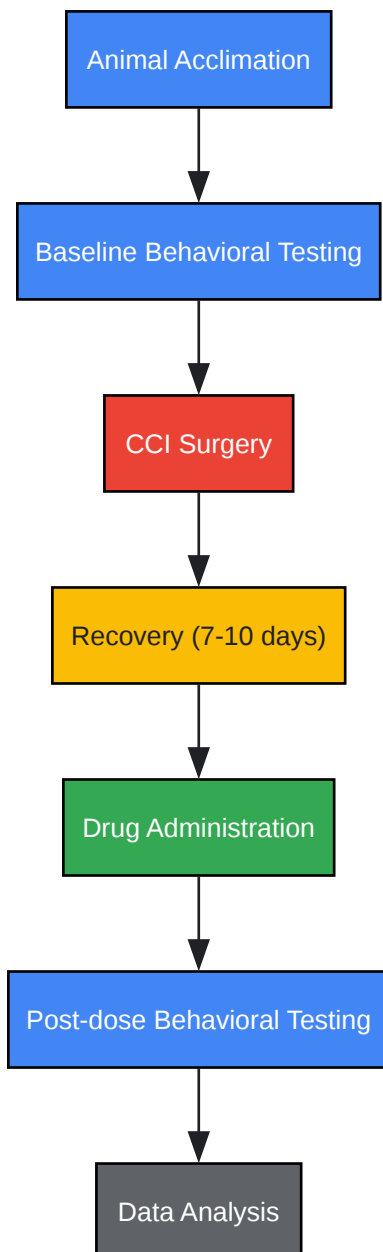 Animal Acclimation
Baseline Behavioral Testing
CCI Surgery
Recovery (7-10 days)
Drug Administration
Post-dose Behavioral Testing
Data Analysis